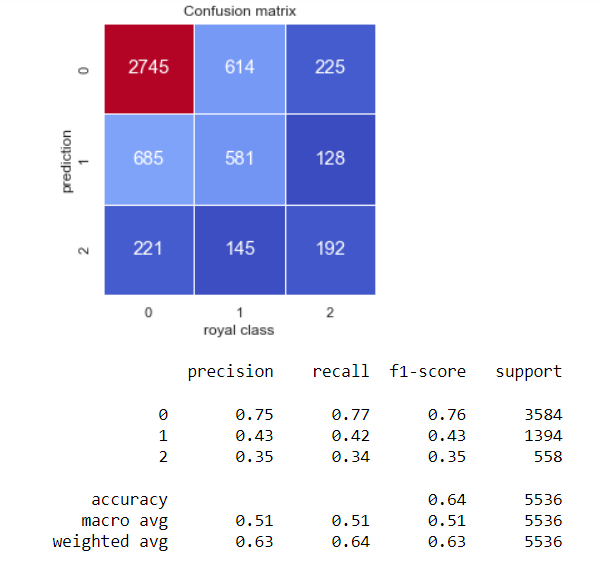 Confusion matrix
0 2745 614 225
prediction
1 685 581 128
2 221 145 192
0 1 2
royal class
precision recall f1-score support
0 0.75 0.77 0.76 3584
1 0.43 0.42 0.43 1394
2 0.35 0.34 0.35 558
accuracy 0.64 5536
macro avg 0.51 0.51 0.51 5536
weighted avg 0.63 0.64 0.63 5536